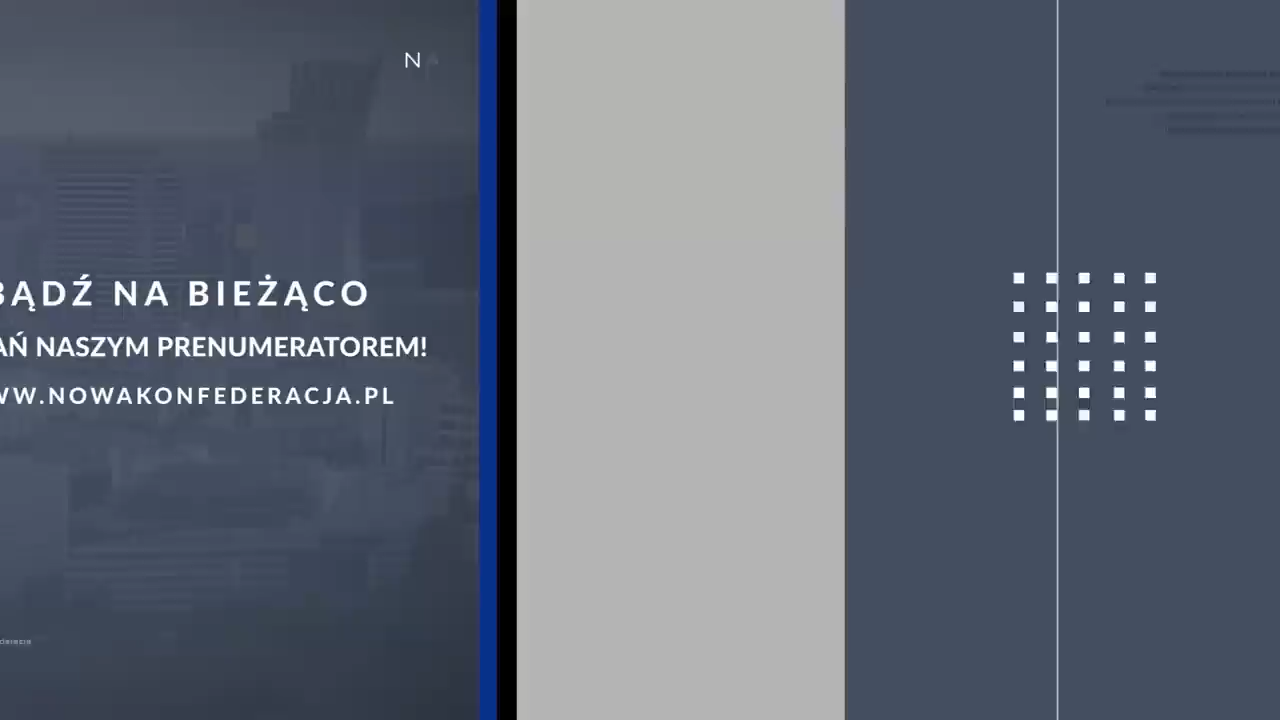 N
BĄDŹ NA BIEŻĄCO
AŃ NASZYM PRENUMERATOREM!
WW.NOWAKONFEDERACJA.PL